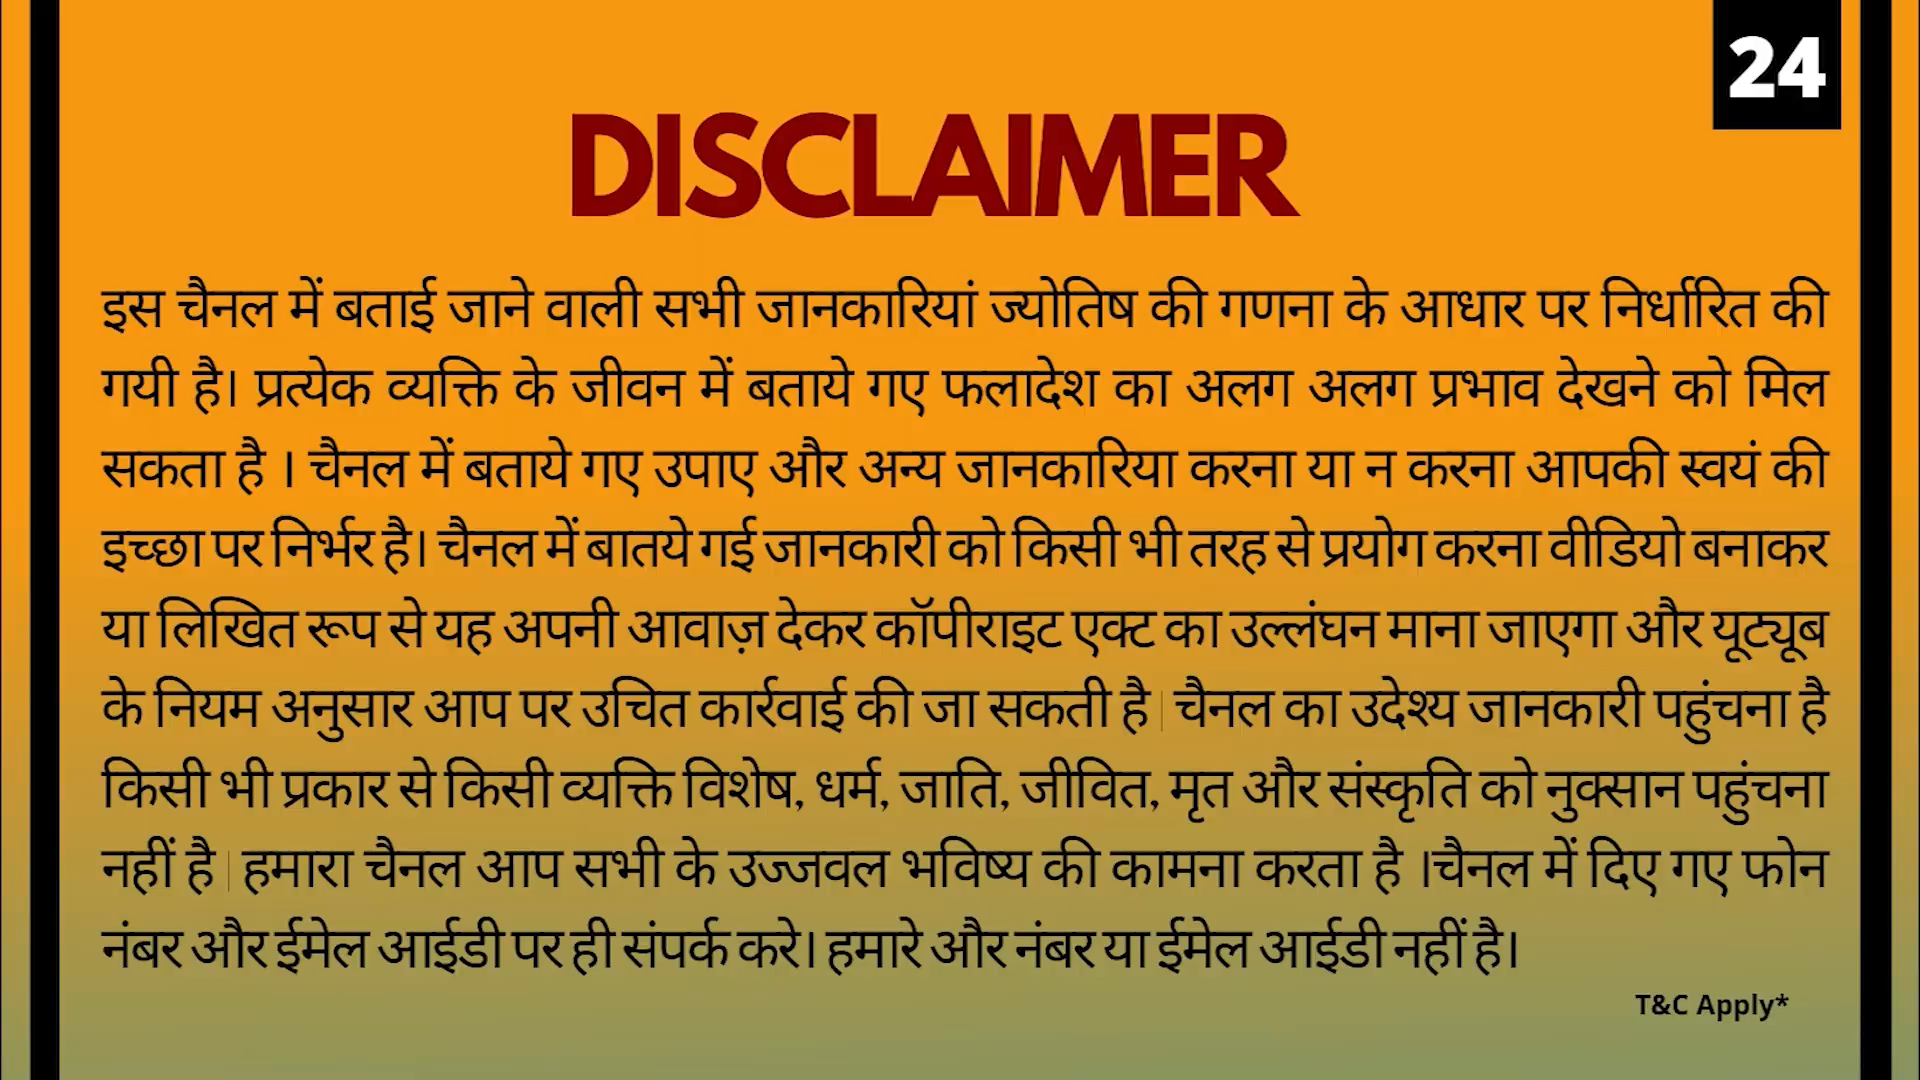 24
DISCLAIMER
इस चैनल में बताई जाने वाली सभी जानकारियां ज्योतिष की गणना के आधार पर निर्धारित की
गयी है। प्रत्येक व्यक्ति के जीवन में बताये गए फलादेश का अलग अलग प्रभाव देखने को मिल
सकता है । चैनल में बताये गए उपाए और अन्य जानकारिया करना या न करना आपकी स्वयं की
इच्छा पर निर्भर है। चैनल में बातये गई जानकारी को किसी भी तरह से प्रयोग करना वीडियो बनाकर
या लिखित रूप से यह अपनी आवाज़ देकर कॉपीराइट एक्ट का उल्लंघन माना जाएगा और यूट्यूब
के नियम अनुसार आप पर उचित कार्रवाई की जा सकती है | चैनल का उदेश्य जानकारी पहुंचना है
किसी भी प्रकार से किसी व्यक्ति विशेष, धर्म, जाति, जीवित, मृत और संस्कृति को नुक्सान पहुंचना
नहीं है | हमारा चैनल आप सभी के उज्जवल भविष्य की कामना करता है ।चैनल में दिए गए फोन
नंबर और ईमेल आईडी पर ही संपर्क करे। हमारे और नंबर या ईमेल आईडी नहीं है।
T&C Apply*